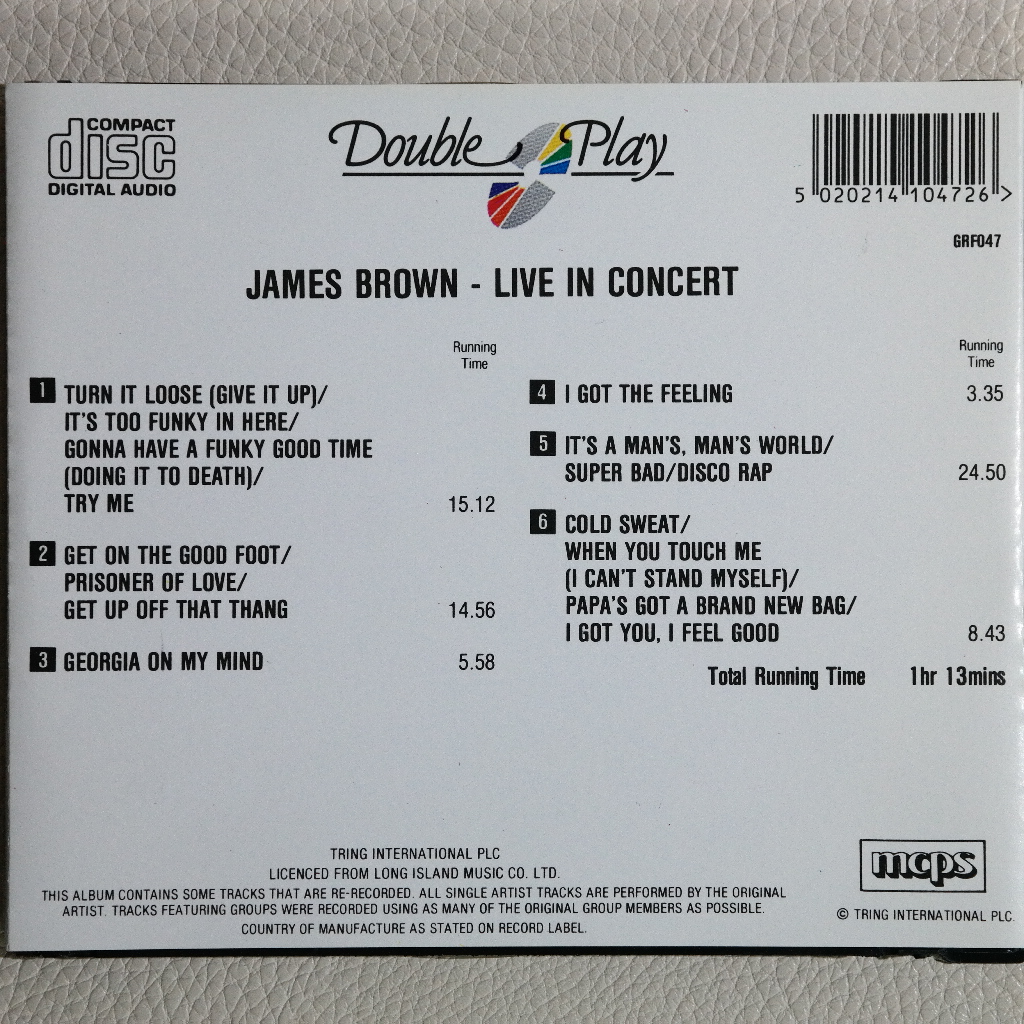 COMPACT
disc
DIGITAL AUDIO
Double Play
5 020214 104726 >
GRF047
JAMES BROWN - LIVE IN CONCERT
Running
Time
1 TURN IT LOOSE (GIVE IT UP)/
IT'S TOO FUNKY IN HERE/
GONNA HAVE A FUNKY GOOD TIME
(DOING IT TO DEATH)/
TRY ME 15.12
2 GET ON THE GOOD FOOT/
PRISONER OF LOVE/
GET UP OFF THAT THANG 14.56
3 GEORGIA ON MY MIND 5.58
Running
Time
4 I GOT THE FEELING 3.35
5 IT'S A MAN'S, MAN'S WORLD/
SUPER BAD/DISCO RAP 24.50
6 COLD SWEAT/
WHEN YOU TOUCH ME
(I CAN'T STAND MYSELF)/
PAPA'S GOT A BRAND NEW BAG/
I GOT YOU, I FEEL GOOD 8.43
Total Running Time 1hr 13mins
TRING INTERNATIONAL PLC
LICENCED FROM LONG ISLAND MUSIC CO. LTD.
THIS ALBUM CONTAINS SOME TRACKS THAT ARE RE-RECORDED. ALL SINGLE ARTIST TRACKS ARE PERFORMED BY THE ORIGINAL
ARTIST. TRACKS FEATURING GROUPS WERE RECORDED USING AS MANY OF THE ORIGINAL GROUP MEMBERS AS POSSIBLE.
COUNTRY OF MANUFACTURE AS STATED ON RECORD LABEL.
mcps
© TRING INTERNATIONAL PLC.